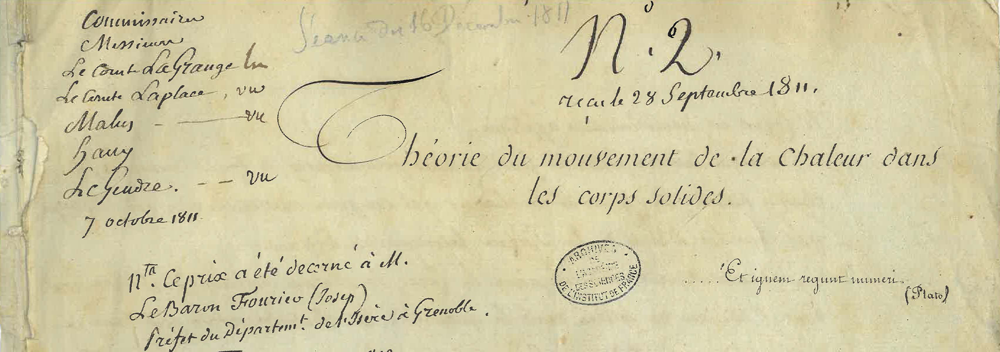 Commissaires
Messieurs
Le Comte LaGrange lu
Le Comte Laplace, vu
Malus - — vu
hauy
LeGendre. - - vu
7 octobre 1811
Séance du 16 Décembre 1811
N.° 2.
reçu le 28 Septembre 1811.
Théorie du mouvement de la Chaleur dans
les corps solides.
n.ta Ce prix a été decerné à M.
Le Baron Fourier (Josep)
Préfet du Départem.t de l'Isère à Grenoble.
ARCHIVES
DE
L'ACADÉMIE
DES SCIENCES
DE L'INSTITUT DE FRANCE
.....Et ignem regunt numeri.
(Plato)